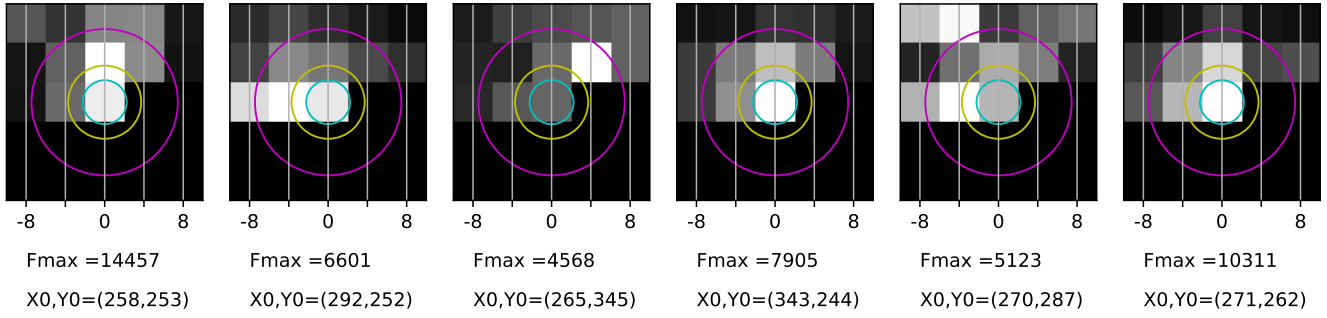 -8 0 8 -8 0 8 -8 0 8 -8 0 8 -8 0 8 -8 0 8
Fmax =14457 Fmax =6601 Fmax =4568 Fmax =7905 Fmax =5123 Fmax =10311
X0,Y0=(258,253) X0,Y0=(292,252) X0,Y0=(265,345) X0,Y0=(343,244) X0,Y0=(270,287) X0,Y0=(271,262)